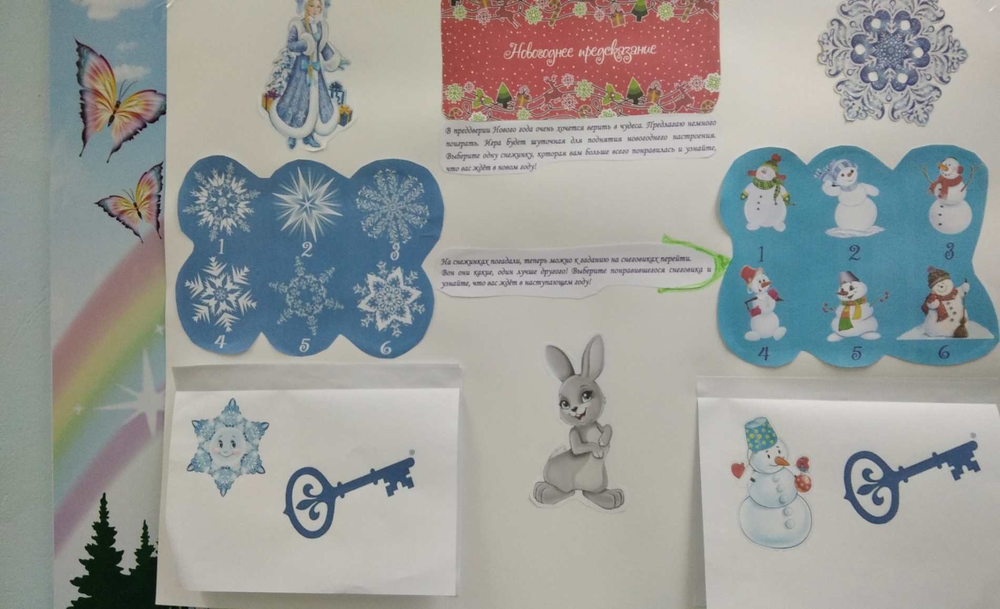 Новогоднее предсказание
В преддверии Нового года очень хочется верить в чудеса. Предлагаю немного
поиграть. Игра будет шуточная для поднятия новогоднего настроения.
Выберите одну снежинку, которая вам больше всего понравилась и узнайте,
что вас ждёт в новом году!
1 2 3
4 5 6
На снежинках погадали, теперь можно к гаданию на снеговиках перейти.
Вон они какие, один лучше другого! Выберите понравившегося снеговика и
узнайте, что вас ждёт в наступающем году!
1 2 3
4 5 6
®
®